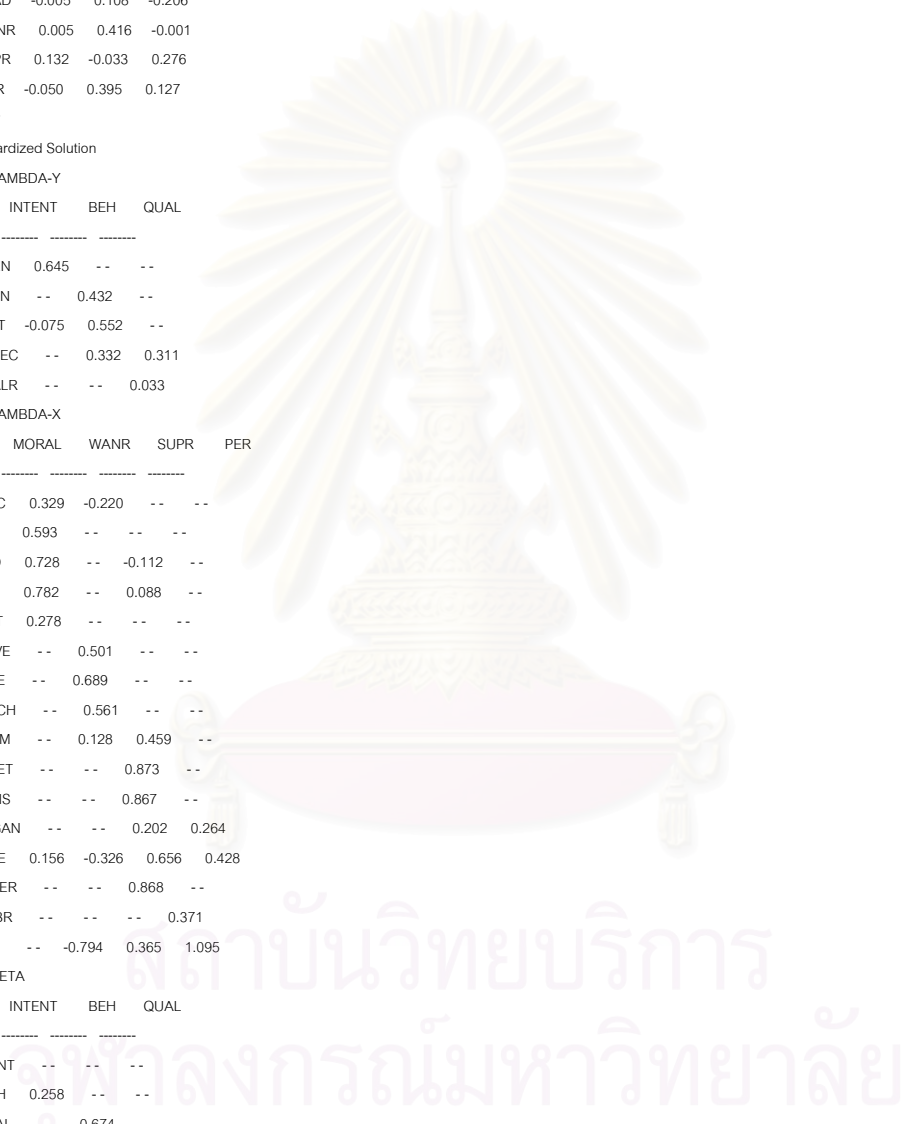 AD -0.005 0.108 -0.206
NR 0.005 0.416 -0.001
PR 0.132 -0.033 0.276
R -0.050 0.395 0.127
ardized Solution
AMBDA-Y
INTENT BEH QUAL
-------- -------- --------
N 0.645 - - - -
N - - 0.432 - -
T -0.075 0.552 - -
EC - - 0.332 0.311
LR - - - - 0.033
AMBDA-X
MORAL WANR SUPR PER
-------- -------- -------- --------
C 0.329 -0.220 - - - -
0.593 - - - - - -
0.728 - - -0.112 - -
0.782 - - 0.088 - -
T 0.278 - - - - - -
VE - - 0.501 - - - -
E - - 0.689 - - - -
CH - - 0.561 - - - -
M - - 0.128 0.459 - -
ET - - - - 0.873 - -
IS - - - - 0.867 - -
GAN - - - - 0.202 0.264
E 0.156 -0.326 0.656 0.428
ER - - - - 0.868 - -
BR - - - - - - 0.371
- - -0.794 0.365 1.095
ETA
INTENT BEH QUAL
-------- -------- --------
NT - - - - - -
H 0.258 - - - -
0.674
สถาบันวิทยบริการ
จุฬาลงกรณ์มหาวิทยาลัย